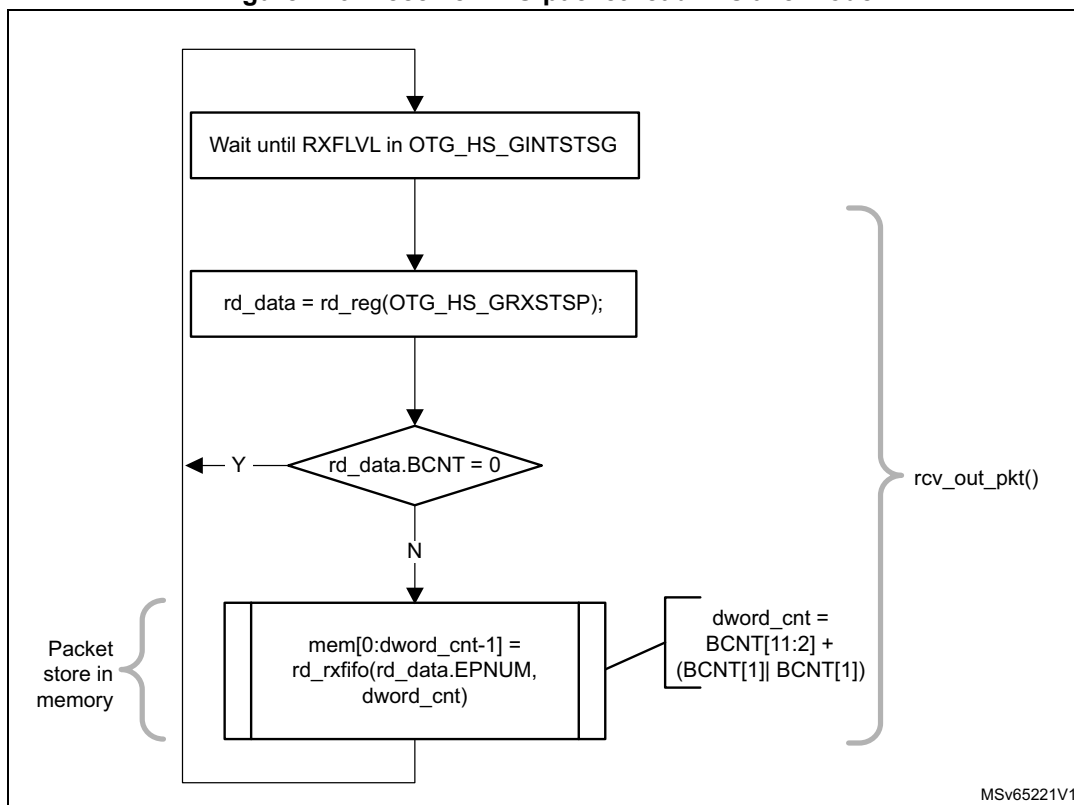 Wait until RXFLVL in OTG_HS_GINTSTSG
rd_data = rd_reg(OTG_HS_GRXSTSP);
rd_data.BCNT = 0
Y
N
rcv_out_pkt()
mem[0:dword_cnt-1] =
rd_rxfifo(rd_data.EPNUM,
dword_cnt)
dword_cnt =
BCNT[11:2] +
(BCNT[1]| BCNT[1])
Packet
store in
memory
MSv65221V1